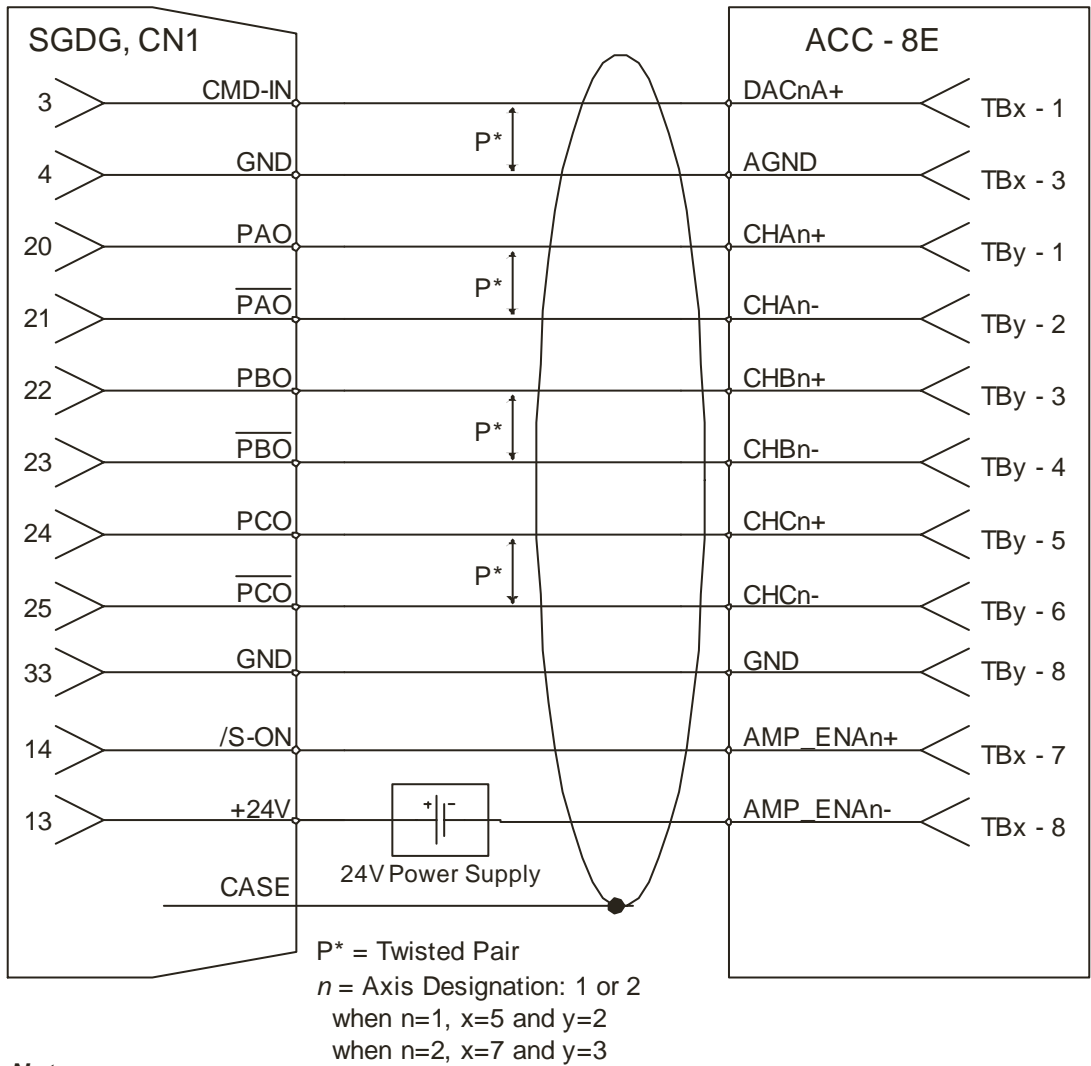 SGDG, CN1 ACC - 8E
3 CMD-IN DACnA+ TBx - 1
P*
4 GND AGND TBx - 3
20 PAO CHAn+ TBy - 1
P*
21 PAO CHAn- TBy - 2
22 PBO CHBn+ TBy - 3
P*
23 PBO CHBn- TBy - 4
24 PCO CHCn+ TBy - 5
P*
25 PCO CHCn- TBy - 6
33 GND GND TBy - 8
14 /S-ON AMP_ENAn+ TBx - 7
13 +24V + - AMP_ENAn- TBx - 8
24V Power Supply
CASE
P* = Twisted Pair
n = Axis Designation: 1 or 2
when n=1, x=5 and y=2
when n=2, x=7 and y=3